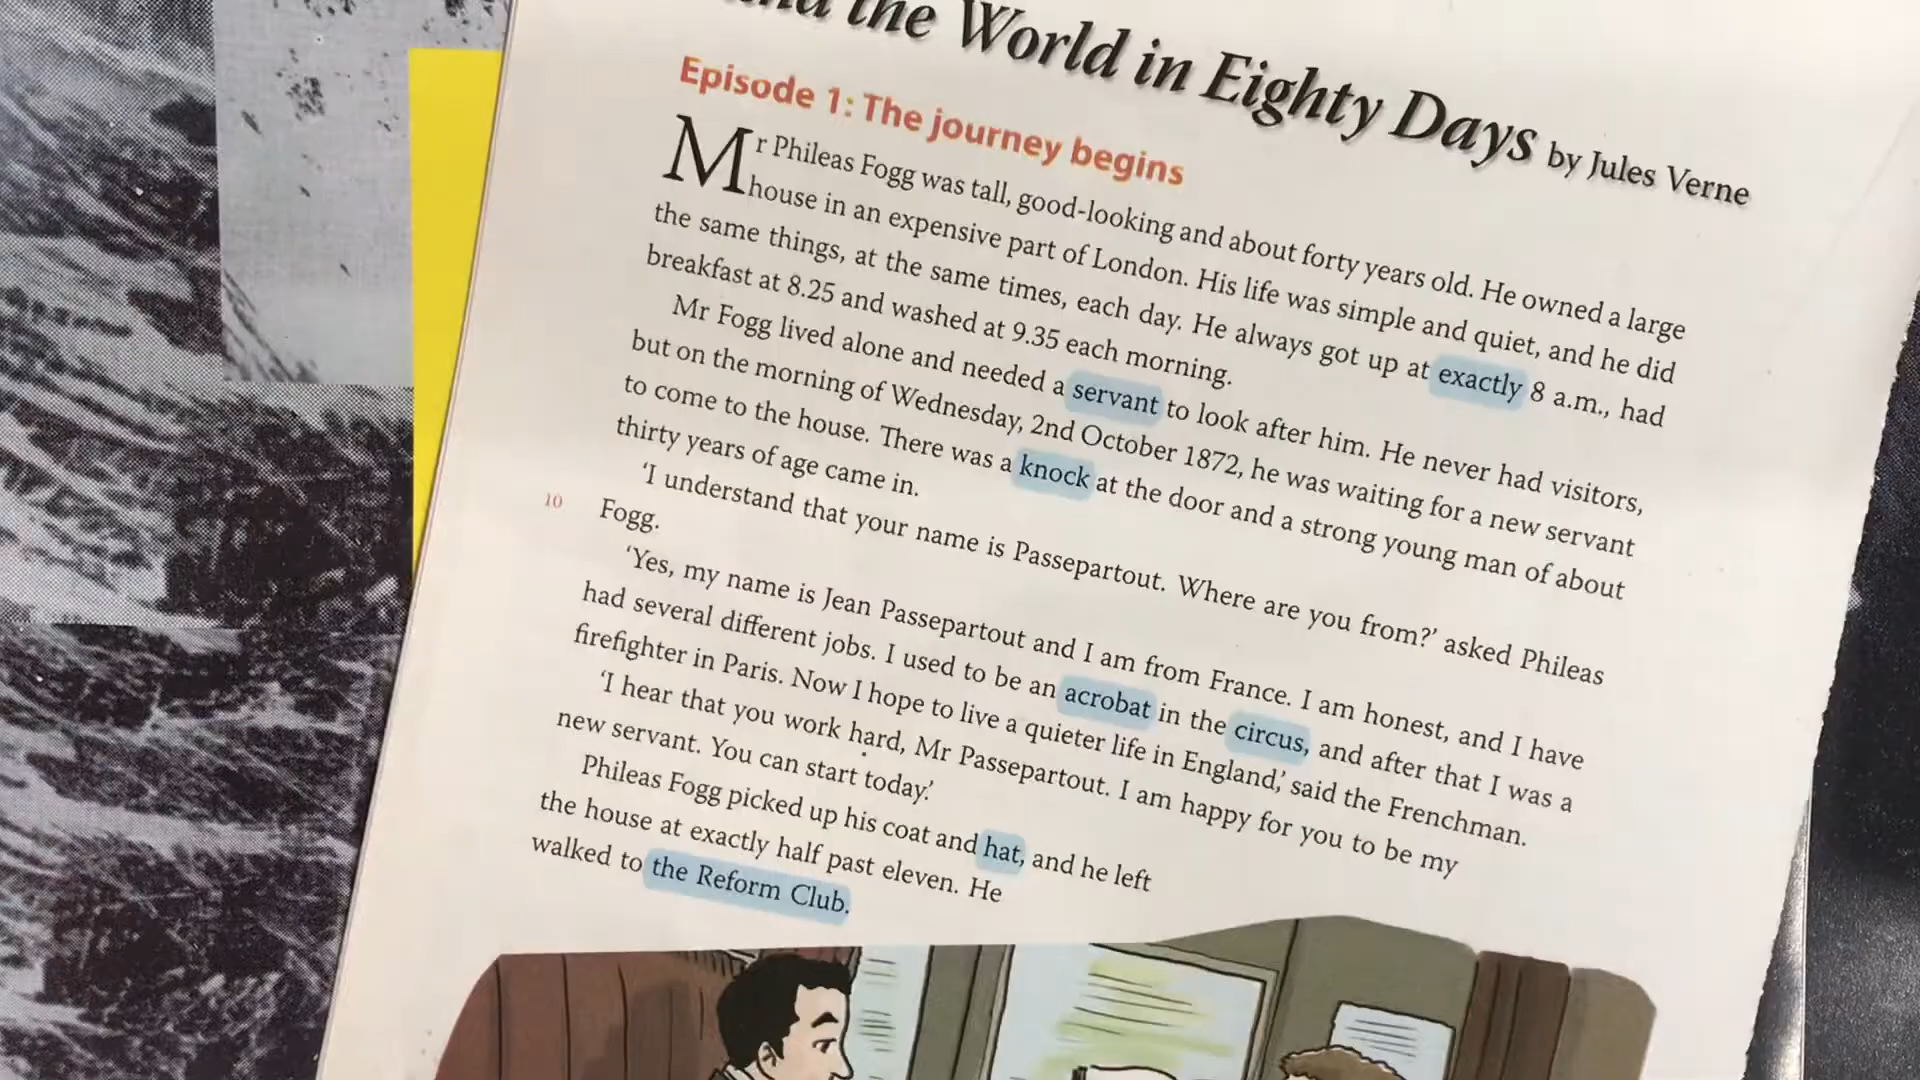 the World in Eighty Days by Jules Verne
Episode 1: The journey begins
Mr Phileas Fogg was tall, good-looking and about forty years old. He owned a large
house in an expensive part of London. His life was simple and quiet, and he did
the same things, at the same times, each day. He always got up at exactly 8 a.m., had
breakfast at 8.25 and washed at 9.35 each morning.
Mr Fogg lived alone and needed a servant to look after him. He never had visitors,
but on the morning of Wednesday, 2nd October 1872, he was waiting for a new servant
to come to the house. There was a knock at the door and a strong young man of about
thirty years of age came in.
‘I understand that your name is Passepartout. Where are you from?’ asked Phileas
10 Fogg.
‘Yes, my name is Jean Passepartout and I am from France. I am honest, and I have
had several different jobs. I used to be an acrobat in the circus, and after that I was a
firefighter in Paris. Now I hope to live a quieter life in England,’ said the Frenchman.
‘I hear that you work hard, Mr Passepartout. I am happy for you to be my
new servant. You can start today.’
Phileas Fogg picked up his coat and hat, and he left
the house at exactly half past eleven. He
walked to the Reform Club.